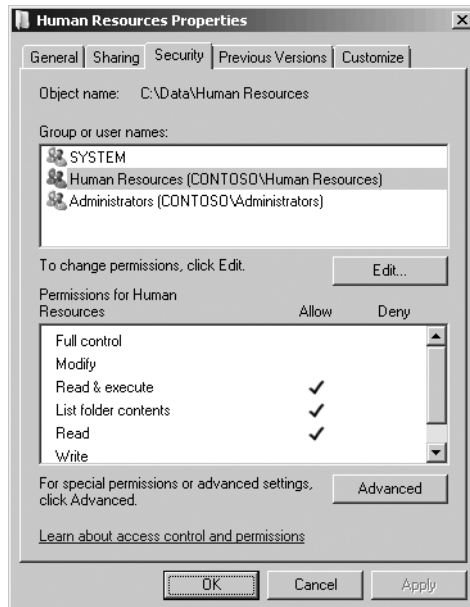 Human Resources Properties
General Sharing Security Previous Versions Customize
Object name: C:\Data\Human Resources
Group or user names:
SYSTEM
Human Resources (CONTOSO\Human Resources)
Administrators (CONTOSO\Administrators)
To change permissions, click Edit.
Edit...
Permissions for Human
Resources Allow Deny
Full control
Modify
Read & execute
List folder contents
Read
Write
For special permissions or advanced settings,
click Advanced.
Advanced
Learn about access control and permissions
OK Cancel Apply